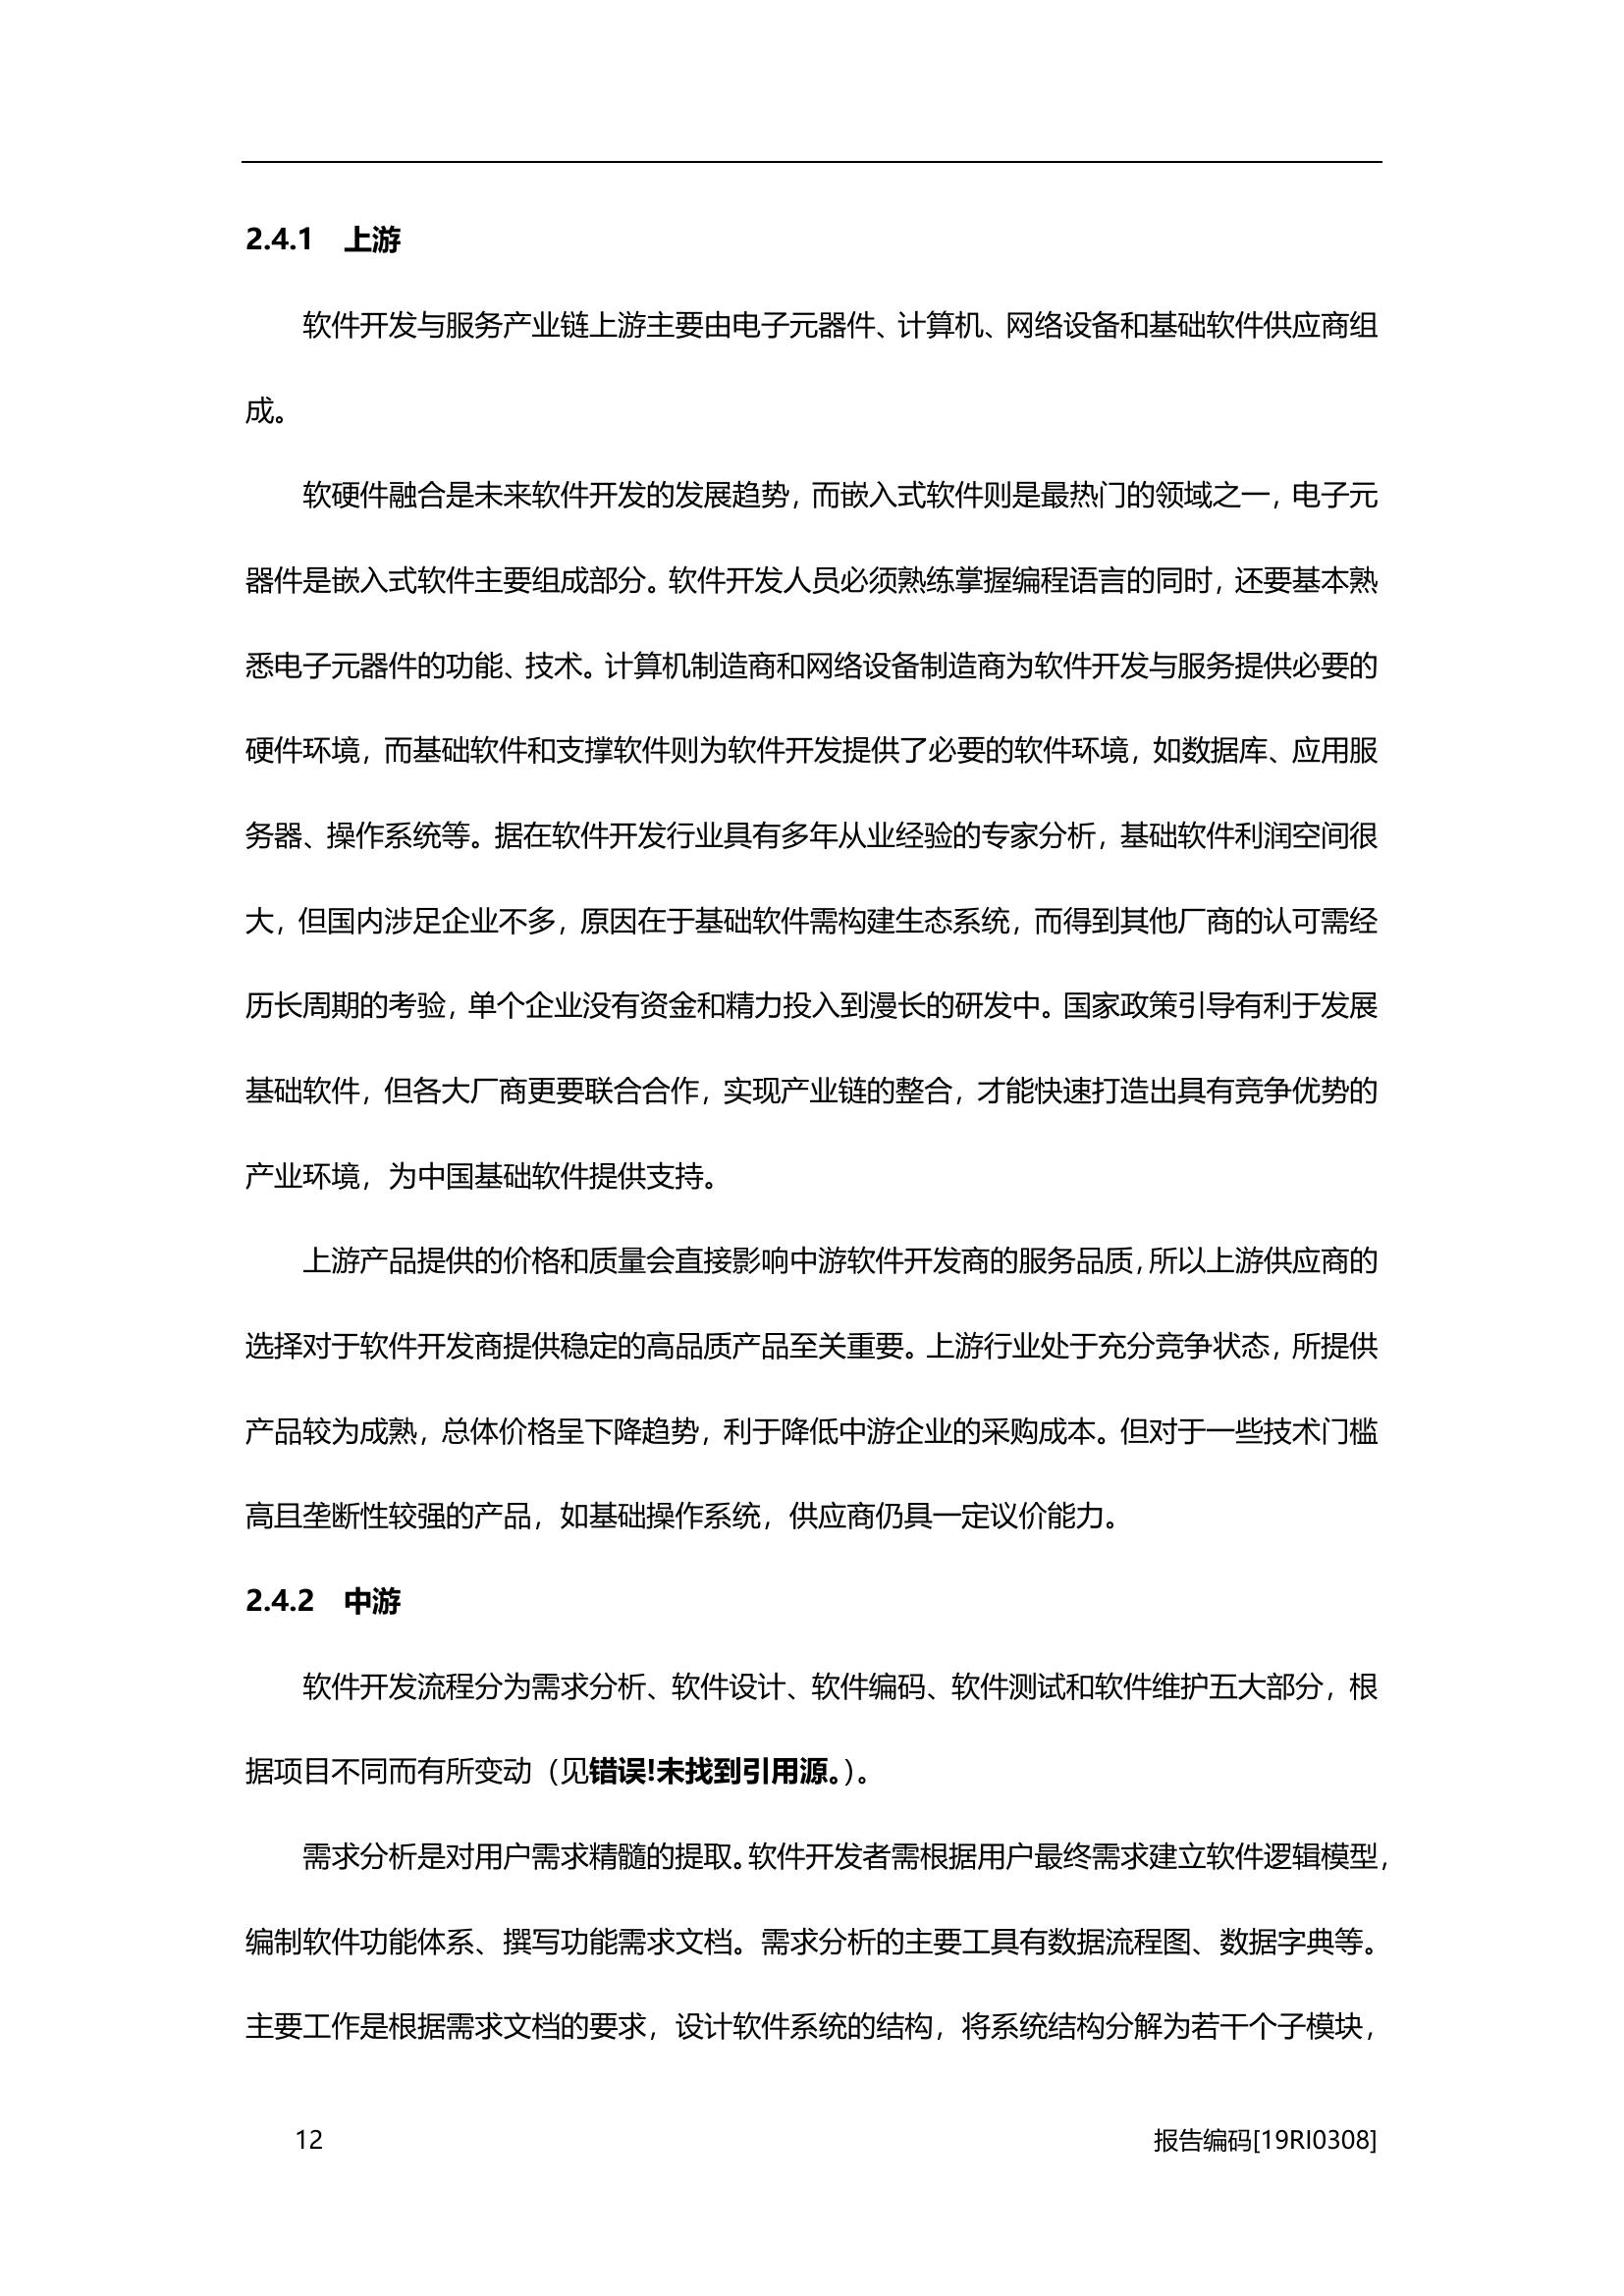 2.4.1 上游
软件开发与服务产业链上游主要由电子元器件、计算机、网络设备和基础软件供应商组
成。
软硬件融合是未来软件开发的发展趋势，而嵌入式软件则是最热门的领域之一，电子元
器件是嵌入式软件主要组成部分。软件开发人员必须熟练掌握编程语言的同时，还要基本熟
悉电子元器件的功能、技术。计算机制造商和网络设备制造商为软件开发与服务提供必要的
硬件环境，而基础软件和支撑软件则为软件开发提供了必要的软件环境，如数据库、应用服
务器、操作系统等。据在软件开发行业具有多年从业经验的专家分析，基础软件利润空间很
大，但国内涉足企业不多，原因在于基础软件需构建生态系统，而得到其他厂商的认可需经
历长周期的考验，单个企业没有资金和精力投入到漫长的研发中。国家政策引导有利于发展
基础软件，但各大厂商更要联合合作，实现产业链的整合，才能快速打造出具有竞争优势的
产业环境，为中国基础软件提供支持。
上游产品提供的价格和质量会直接影响中游软件开发商的服务品质，所以上游供应商的
选择对于软件开发商提供稳定的高品质产品至关重要。上游行业处于充分竞争状态，所提供
产品较为成熟，总体价格呈下降趋势，利于降低中游企业的采购成本。但对于一些技术门槛
高且垄断性较强的产品，如基础操作系统，供应商仍具一定议价能力。
2.4.2 中游
软件开发流程分为需求分析、软件设计、软件编码、软件测试和软件维护五大部分，根
据项目不同而有所变动（见错误!未找到引用源。）。
需求分析是对用户需求精髓的提取。软件开发者需根据用户最终需求建立软件逻辑模型，
编制软件功能体系、撰写功能需求文档。需求分析的主要工具有数据流程图、数据字典等。
主要工作是根据需求文档的要求，设计软件系统的结构，将系统结构分解为若干个子模块，
12 报告编码[19RI0308]